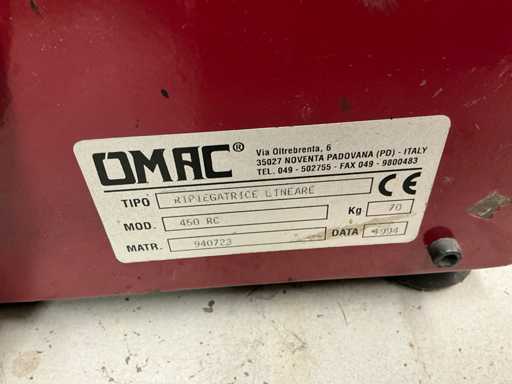 OMAC®
Via Oltrebrenta, 6
35027 NOVENTA PADOVANA (PD) - ITALY
TEL. 049 - 502755 - FAX 049 - 9800483
TIPO RIPIEGATRICE LINEARE CE
MOD. 450 RC Kg 70
MATR. 940723 DATA 1994